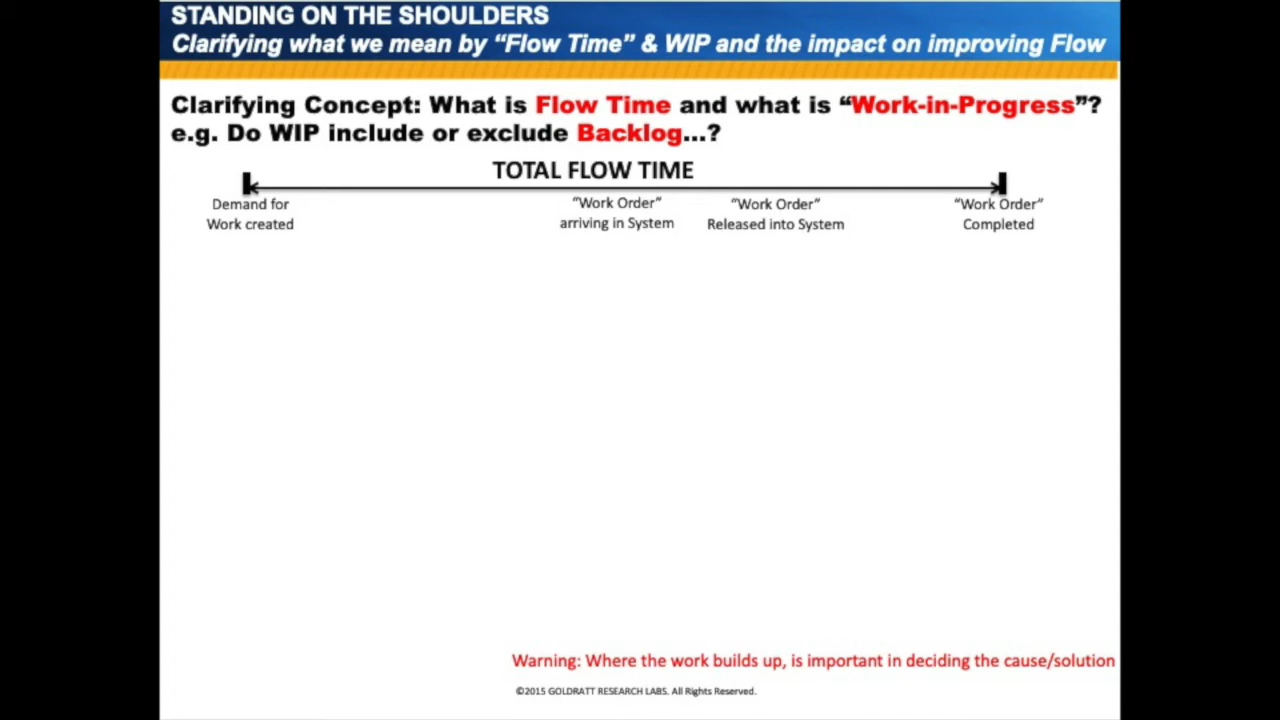 STANDING ON THE SHOULDERS
Clarifying what we mean by “Flow Time” & WIP and the impact on improving Flow
Clarifying Concept: What is Flow Time and what is “Work-in-Progress”?
e.g. Do WIP include or exclude Backlog...?
TOTAL FLOW TIME
Demand for
Work created
“Work Order”
arriving in System
“Work Order”
Released into System
“Work Order”
Completed
Warning: Where the work builds up, is important in deciding the cause/solution
©2015 GOLDRATT RESEARCH LABS. All Rights Reserved.